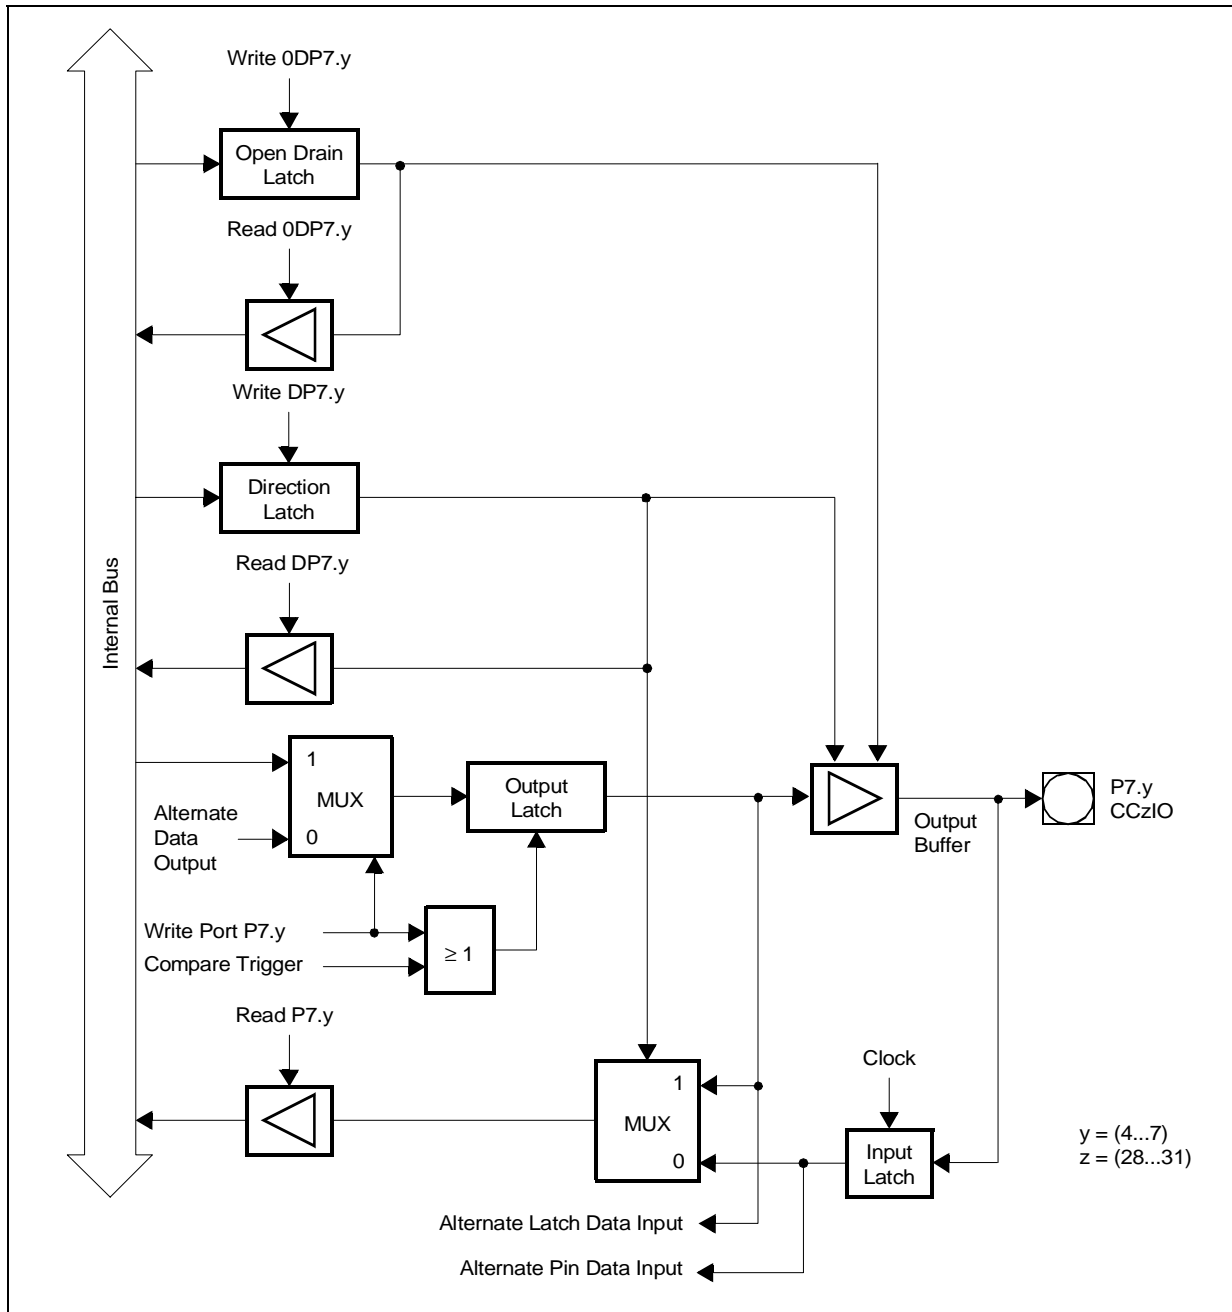 Write 0DP7.y
Open Drain
Latch
Read 0DP7.y
Write DP7.y
Direction
Latch
Read DP7.y
Internal Bus
1
MUX
0
Alternate
Data
Output
Output
Latch
Output
Buffer
P7.y
CCzIO
Write Port P7.y
Compare Trigger
≥ 1
Read P7.y
1
MUX
0
Clock
Input
Latch
y = (4...7)
z = (28...31)
Alternate Latch Data Input
Alternate Pin Data Input